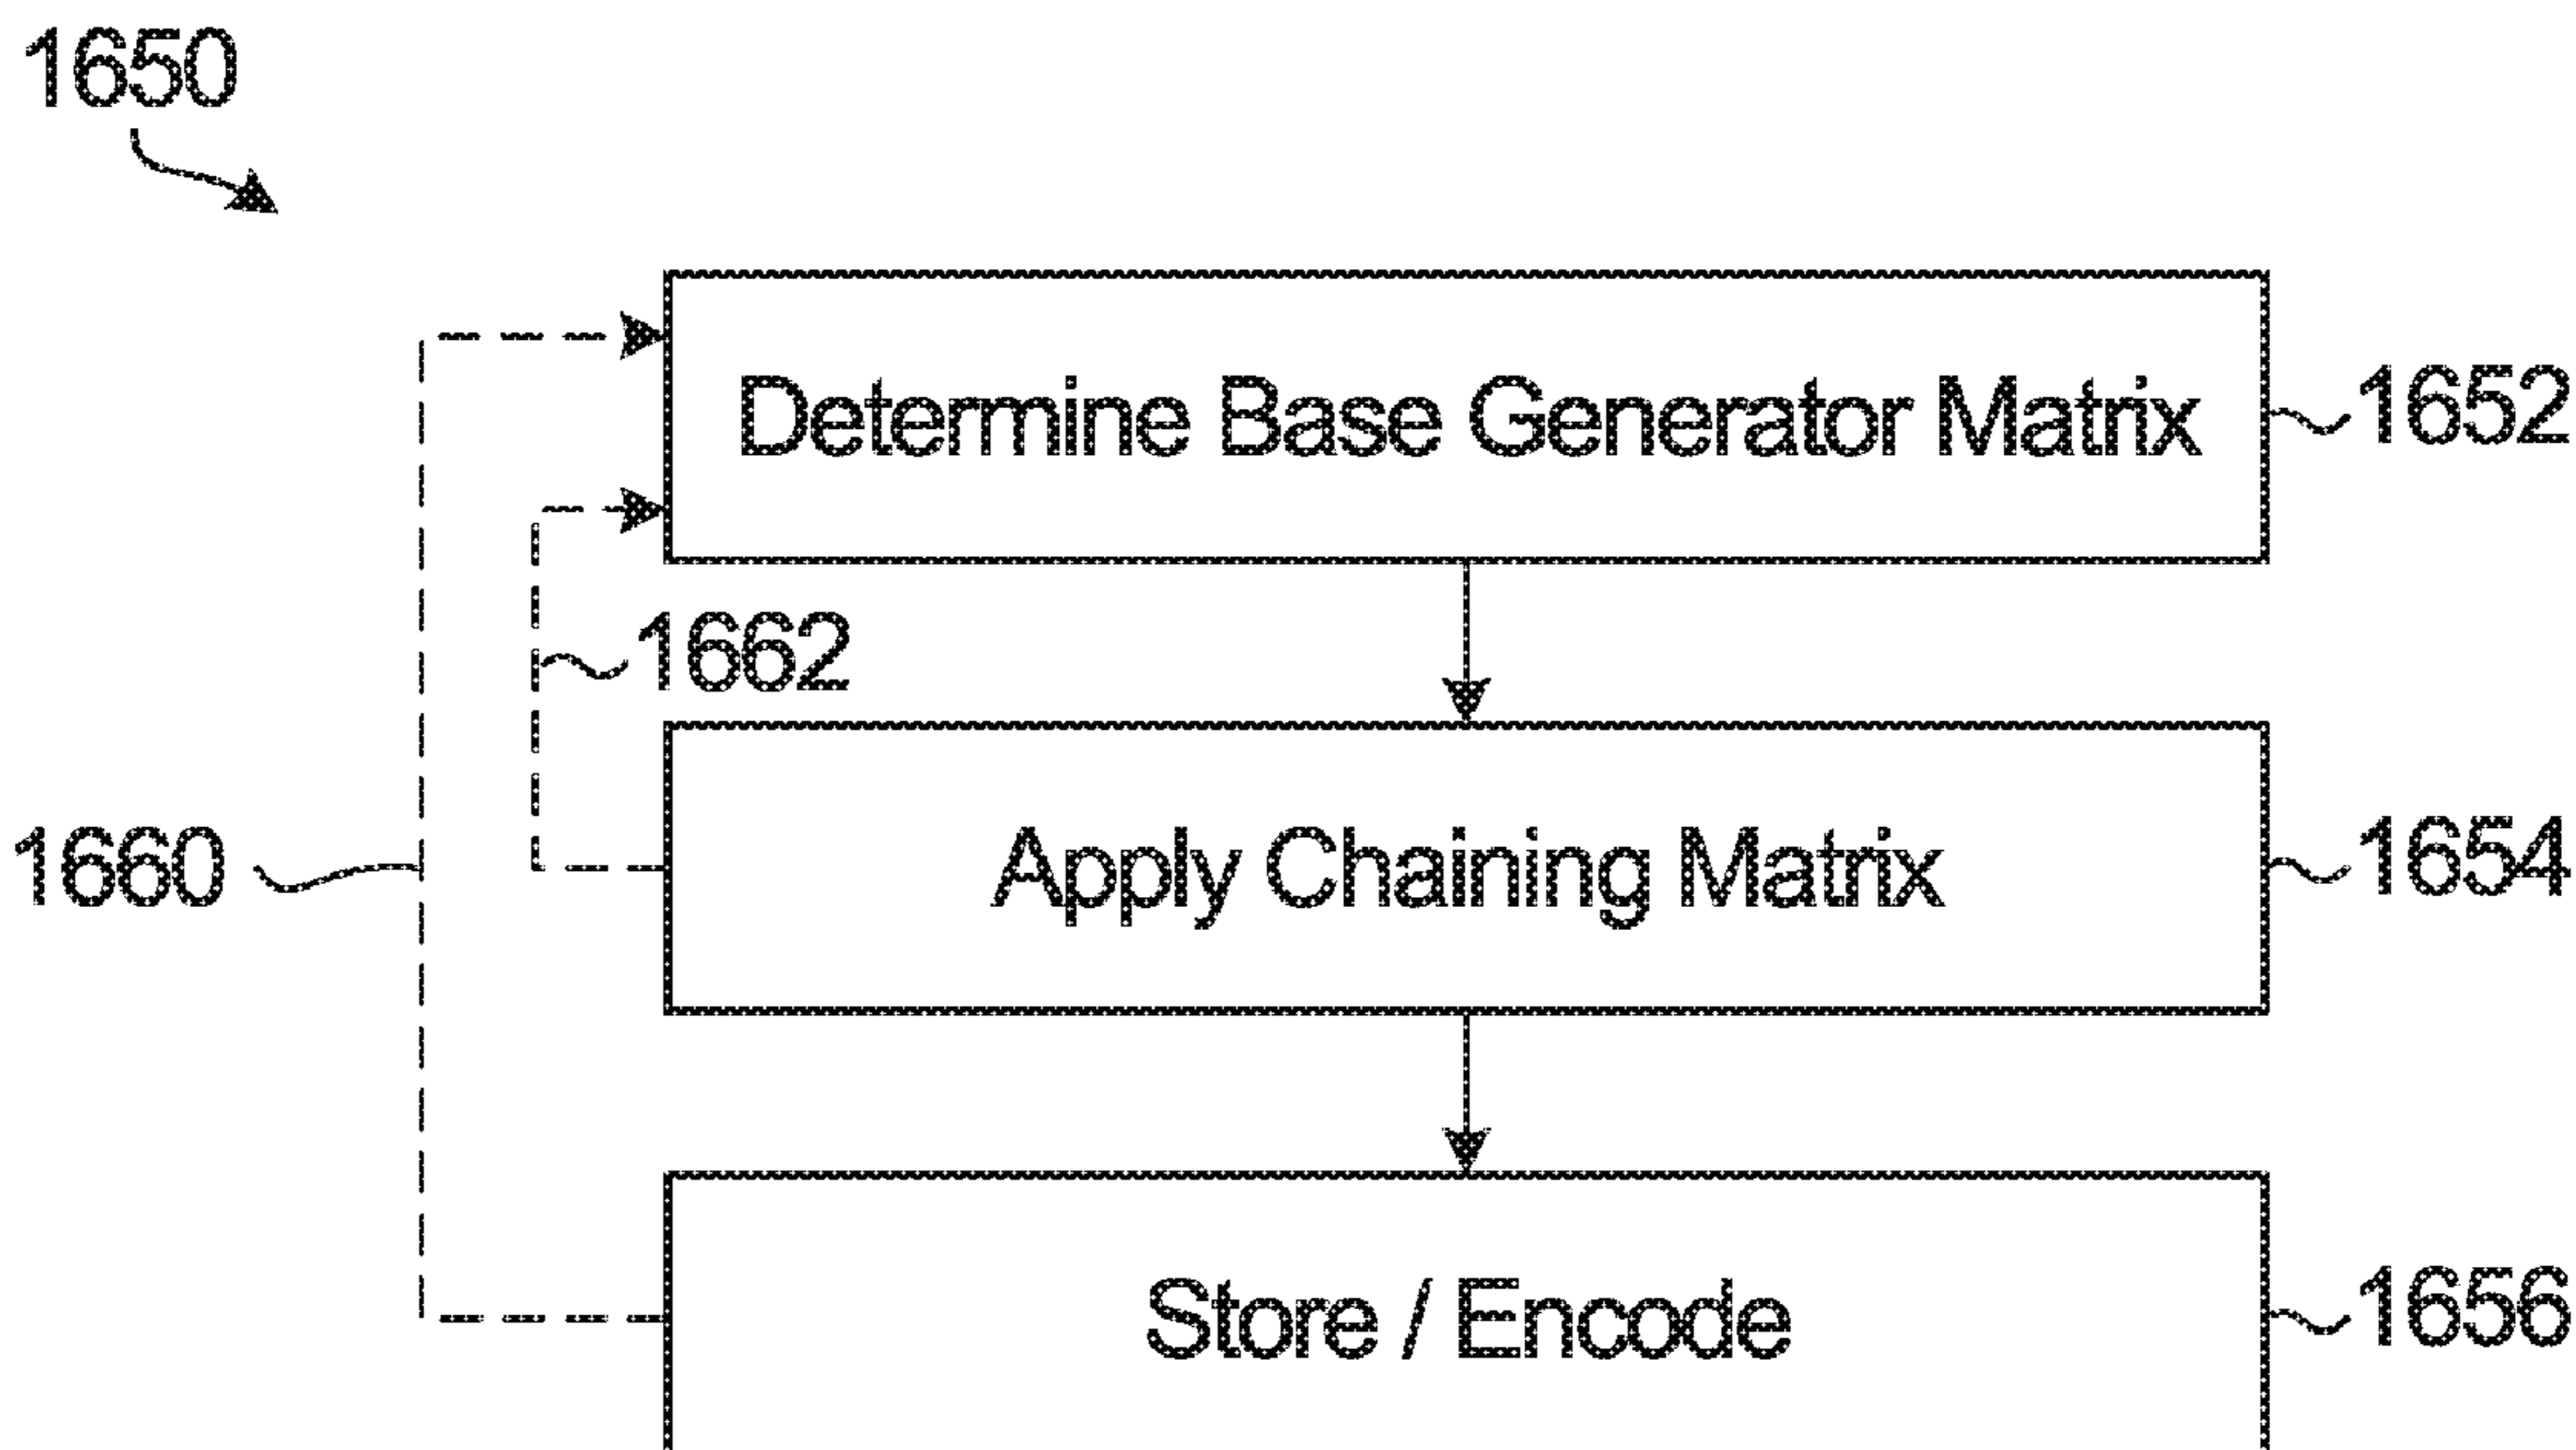 1650
Determine Base Generator Matrix
1652
1662
Apply Chaining Matrix
1654
1660
Store / Encode
1656